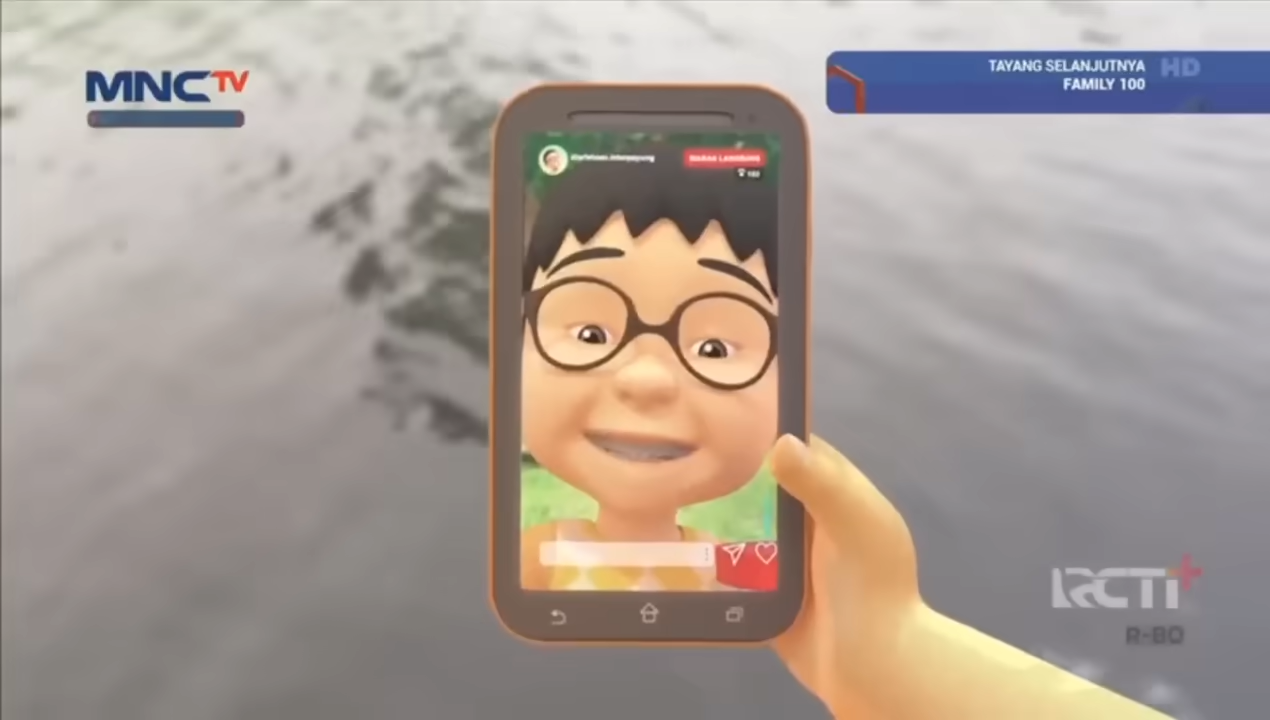 MNCTV
TAYANG SELANJUTNYA HD
FAMILY 100
RCTI+
R-BO